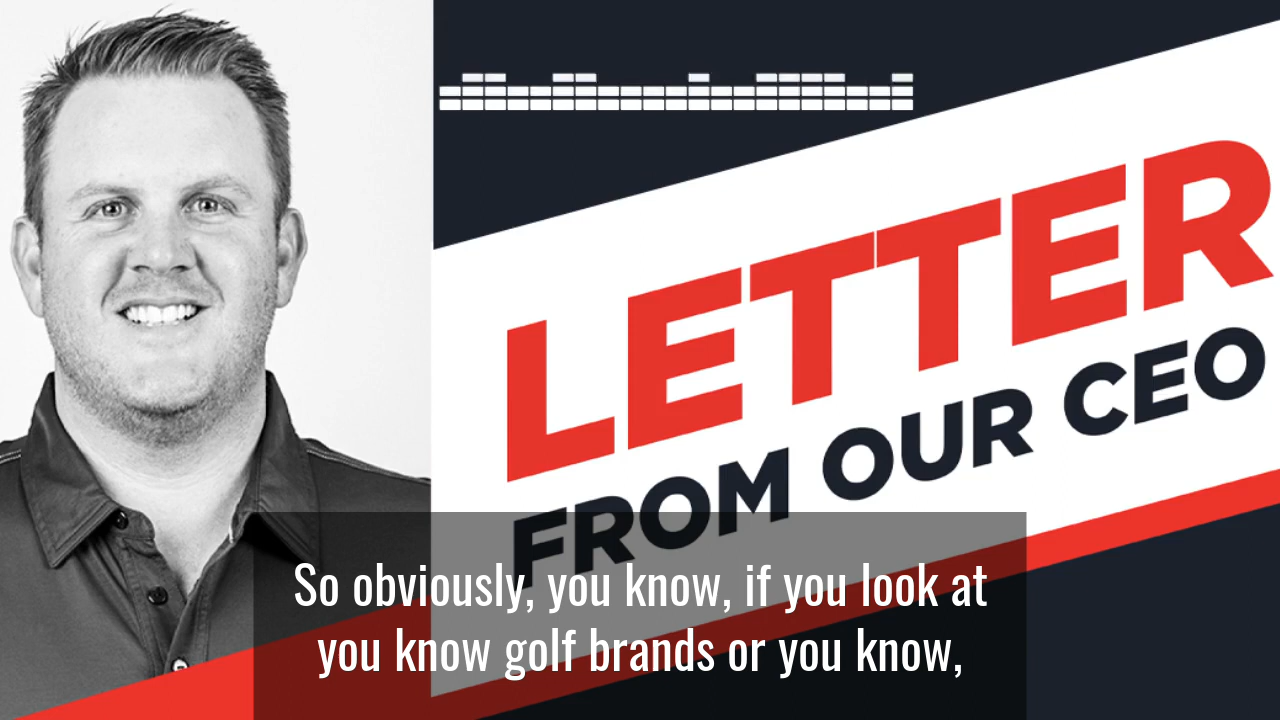 LETTER
FROM OUR CEO
So obviously, you know, if you look at
you know golf brands or you know,